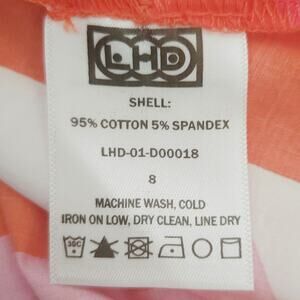 LHD
SHELL:
95% COTTON 5% SPANDEX
LHD-01-D00018
8
MACHINE WASH, COLD
IRON ON LOW, DRY CLEAN, LINE DRY
30C